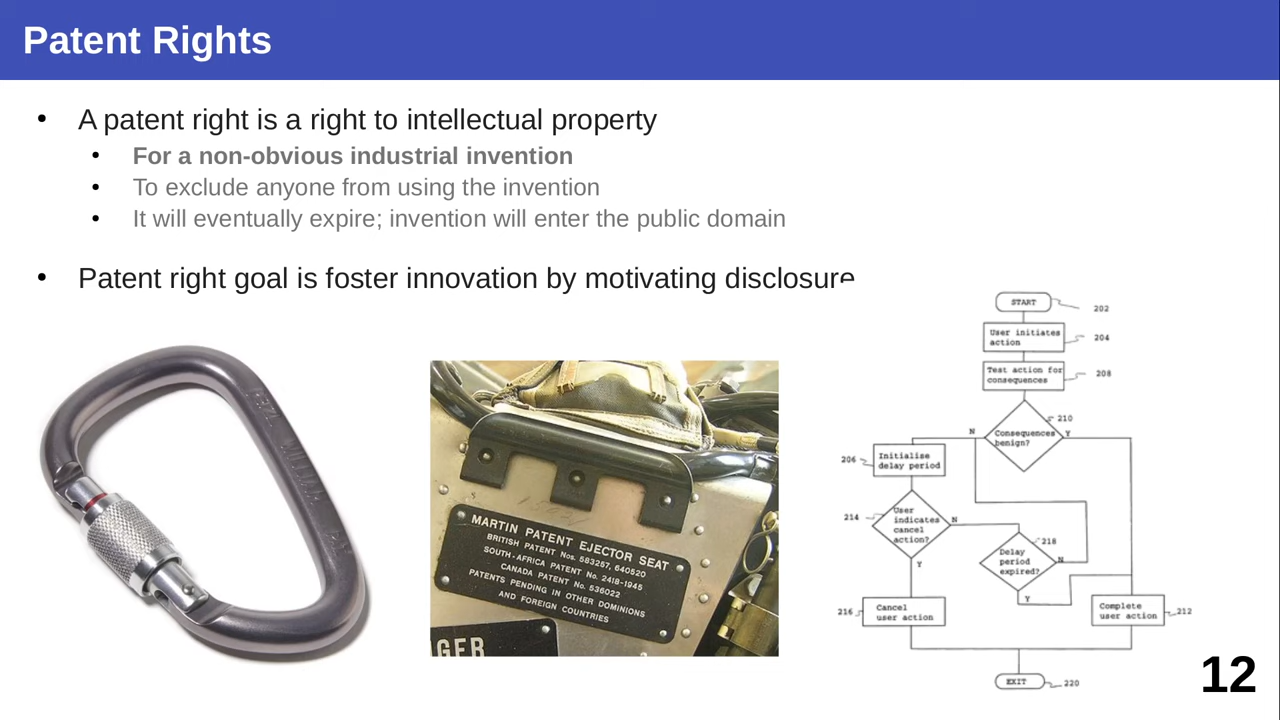 Patent Rights
• A patent right is a right to intellectual property
• For a non-obvious industrial invention
• To exclude anyone from using the invention
• It will eventually expire; invention will enter the public domain
• Patent right goal is foster innovation by motivating disclosure
MARTIN PATENT EJECTOR SEAT
BRITISH PATENT Nos. 583257, 640520
SOUTH-AFRICA PATENT No. 2418-1945
CANADA PATENT No. 536022
PATENTS PENDING IN OTHER DOMINIONS
AND FOREIGN COUNTRIES
GER
START
202
User initiates
action
204
Test action for
consequences
208
210
Consequences
benign?
N
Y
206
Initialise
delay period
214
User
indicates
cancel
action?
N
Y
218
Delay
period
expired?
N
Y
216
Cancel
user action
Complete
user action
212
EXIT
220
12